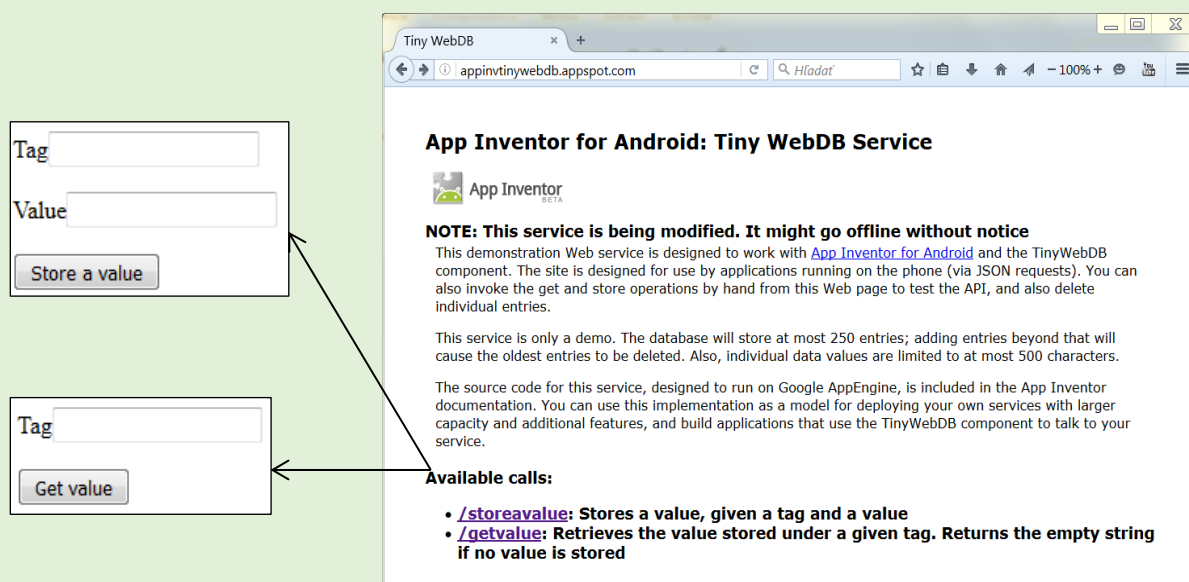 Tiny WebDB
appinvtinywebdb.appspot.com
Hľadať
100%
You
App Inventor for Android: Tiny WebDB Service
App Inventor
BETA
NOTE: This service is being modified. It might go offline without notice
This demonstration Web service is designed to work with App Inventor for Android and the TinyWebDB
component. The site is designed for use by applications running on the phone (via JSON requests). You can
also invoke the get and store operations by hand from this Web page to test the API, and also delete
individual entries.
This service is only a demo. The database will store at most 250 entries; adding entries beyond that will
cause the oldest entries to be deleted. Also, individual data values are limited to at most 500 characters.
The source code for this service, designed to run on Google AppEngine, is included in the App Inventor
documentation. You can use this implementation as a model for deploying your own services with larger
capacity and additional features, and build applications that use the TinyWebDB component to talk to your
service.
Available calls:
• /storeavalue: Stores a value, given a tag and a value
• /getvalue: Retrieves the value stored under a given tag. Returns the empty string
if no value is stored
Tag
Value
Store a value
Tag
Get value